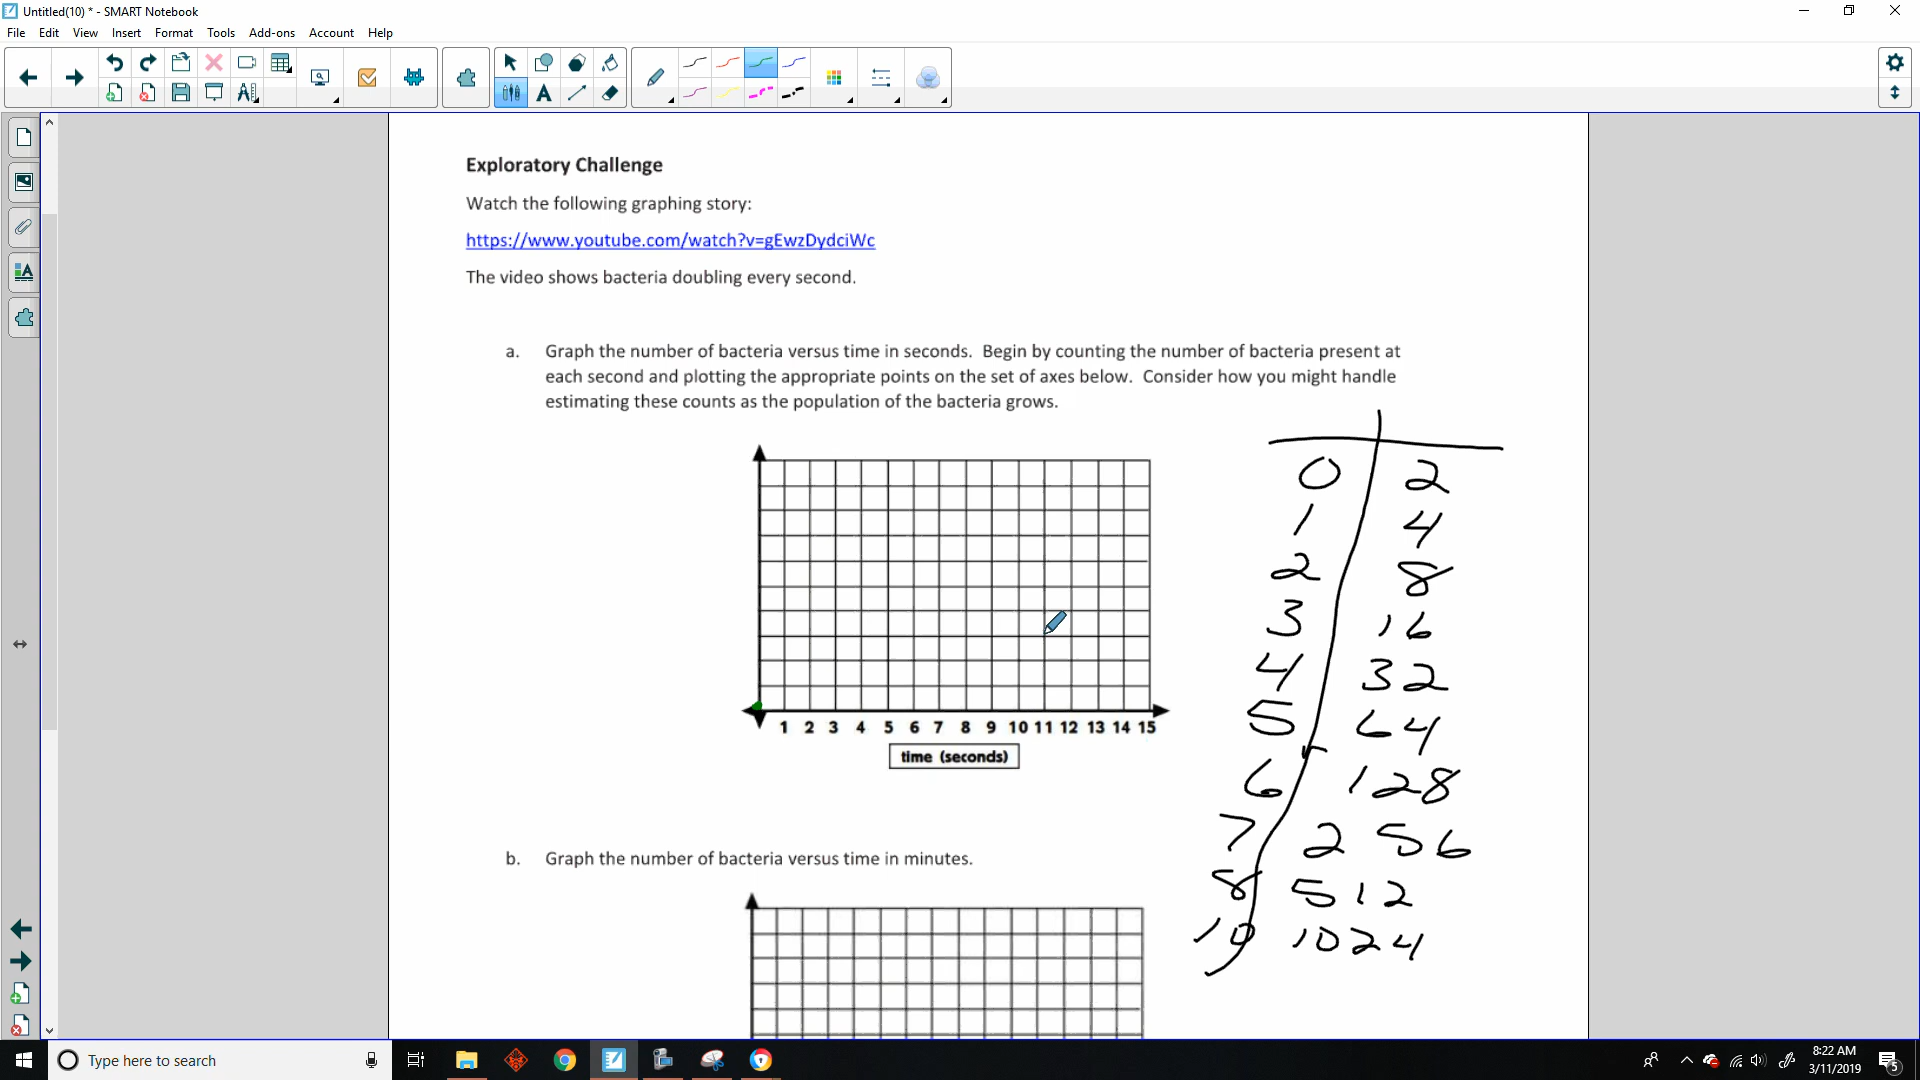 Untitled(10) * - SMART Notebook
File Edit View Insert Format Tools Add-ons Account Help
Exploratory Challenge
Watch the following graphing story:
https://www.youtube.com/watch?v=gEwzDydciWc
The video shows bacteria doubling every second.
a. Graph the number of bacteria versus time in seconds. Begin by counting the number of bacteria present at
each second and plotting the appropriate points on the set of axes below. Consider how you might handle
estimating these counts as the population of the bacteria grows.
0 2
1 4
2 8
3 16
4 32
5 64
6 128
7 256
8 512
10 1024
1 2 3 4 5 6 7 8 9 10 11 12 13 14 15
time (seconds)
b. Graph the number of bacteria versus time in minutes.
Type here to search
8:22 AM
3/11/2019
5